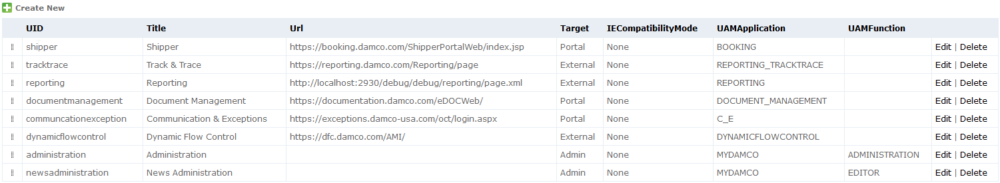 Create New
UID Title Url Target IECompatibilityMode UAMApplication UAMFunction
shipper Shipper https://booking.damco.com/ShipperPortalWeb/index.jsp Portal None BOOKING Edit | Delete
tracktrace Track & Trace https://reporting.damco.com/Reporting/page External None REPORTING_TRACKTRACE Edit | Delete
reporting Reporting http://localhost:2930/debug/debug/reporting/page.xml External None REPORTING Edit | Delete
documentmanagement Document Management https://documentation.damco.com/eDOCWeb/ Portal None DOCUMENT_MANAGEMENT Edit | Delete
communcationexception Communication & Exceptions https://exceptions.damco-usa.com/oct/login.aspx Portal None C_E Edit | Delete
dynamicflowcontrol Dynamic Flow Control https://dfc.damco.com/AMI/ External None DYNAMICFLOWCONTROL Edit | Delete
administration Administration Admin None MYDAMCO ADMINISTRATION Edit | Delete
newsadministration News Administration Admin None MYDAMCO EDITOR Edit | Delete